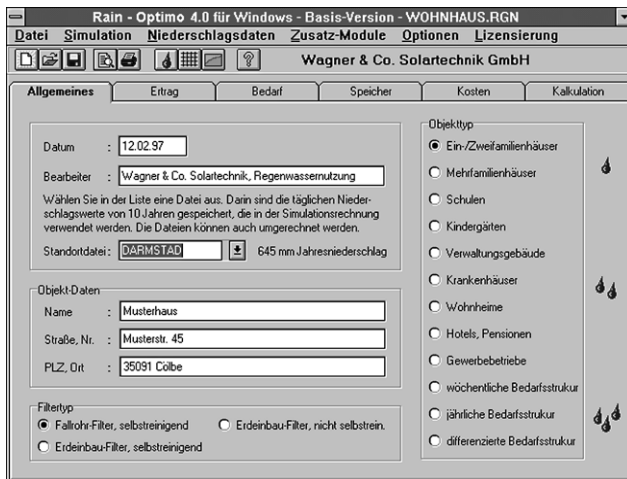 Rain - Optimo 4.0 für Windows - Basis-Version - WOHNHAUS.RGN
Datei Simulation Niederschlagsdaten Zusatz-Module Optionen Lizensierung
Wagner & Co. Solartechnik GmbH
Allgemeines Ertrag Bedarf Speicher Kosten Kalkulation
Datum : 12.02.97
Bearbeiter : Wagner & Co. Solartechnik, Regenwassernutzung
Wählen Sie in der Liste eine Datei aus. Darin sind die täglichen Nieder-
schlagswerte von 10 Jahren gespeichert, die in der Simulationsrechnung
verwendet werden. Die Dateien können auch umgerechnet werden.
Standortdatei: DARMSTAD 645 mm Jahresniederschlag
Objekt-Daten
Name : Musterhaus
Straße, Nr. : Musterstr. 45
PLZ, Ort : 35091 Cölbe
Filtertyp
Fallrohr-Filter, selbstreinigend Erdeinbau-Filter, nicht selbstrein.
Erdeinbau-Filter, selbstreinigend
Objekttyp
Ein-/Zweifamilienhäuser
Mehrfamilienhäuser
Schulen
Kindergärten
Verwaltungsgebäude
Krankenhäuser
Wohnheime
Hotels, Pensionen
Gewerbebetriebe
wöchentliche Bedarfsstrukur
jährliche Bedarfsstrukur
differenzierte Bedarfsstrukur